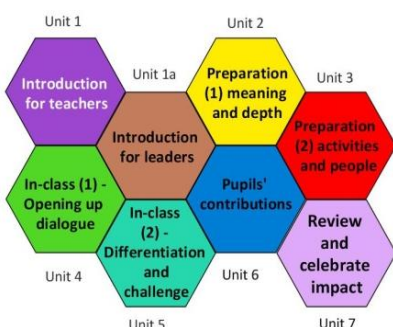 Unit 1
Unit 2
Unit 1a
Unit 3
Introduction
for teachers
Preparation
(1) meaning
and depth
Introduction
for leaders
Preparation
(2) activities
and people
In-class (1) -
Opening up
dialogue
Pupils'
contributions
In-class
(2) -
Differentiation
and
challenge
Review
and
celebrate
impact
Unit 4
Unit 6
Unit 5
Unit 7